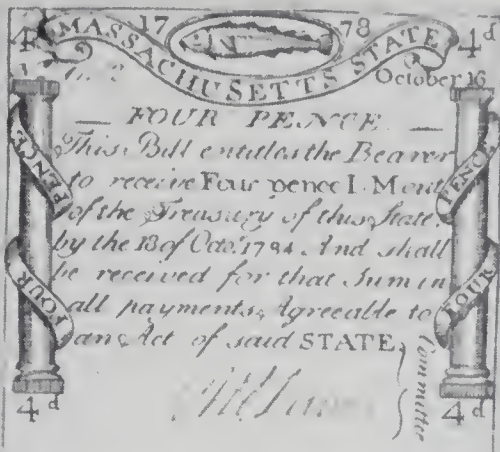 4d 17 78 4d
MASSACHUSETTS STATE
October 16
FOUR PENCE
This Bill entitles the Bearer
to receive Four pence L. Mony
of the Treasury of this State,
by the 18 of Octo.r 1784. And shall
be received for that Sum in
all payments, Agreeable to
an Act of said STATE,
Committee
FOUR PENCE
FOUR PENCE
4d 4d